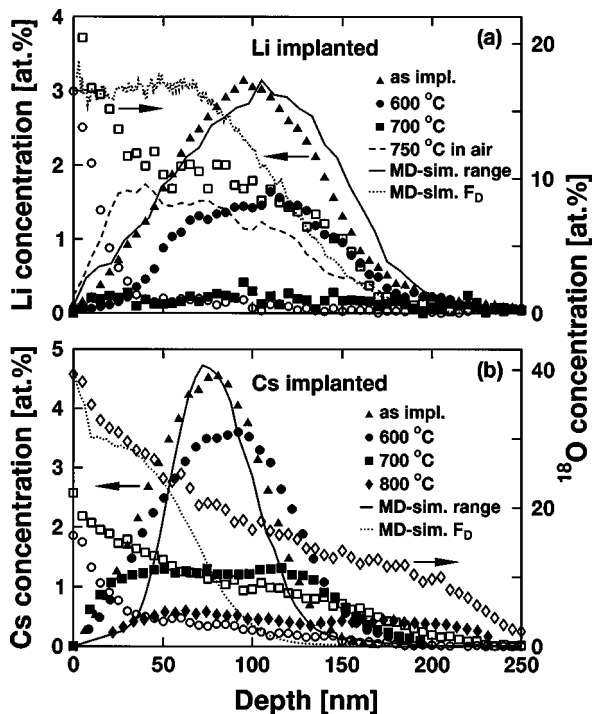 Li implanted
(a)
as impl.
600 °C
700 °C
750 °C in air
MD-sim. range
MD-sim. F_D
Li concentration [at.%]
4
3
2
1
0
20
10
0
Cs implanted
(b)
as impl.
600 °C
700 °C
800 °C
MD-sim. range
MD-sim. F_D
Cs concentration [at.%]
5
4
3
2
1
0
40
20
0
18O concentration [at.%]
0 50 100 150 200 250
Depth [nm]